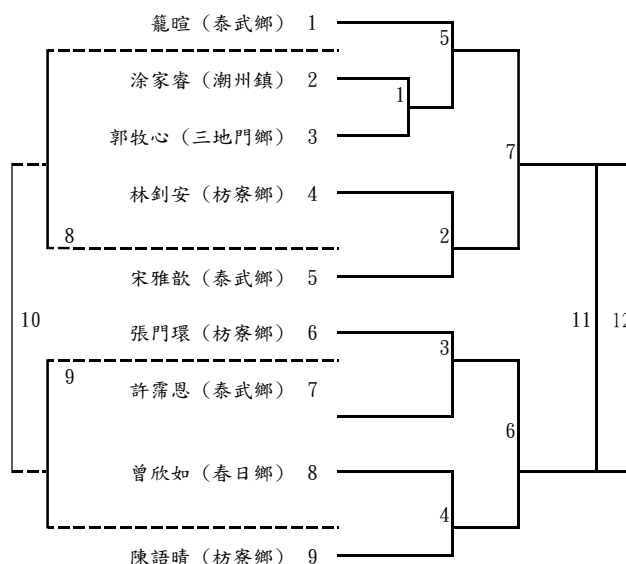 籠暄 (泰武鄉) 1
5
涂家睿 (潮州鎮) 2
1
郭牧心 (三地門鄉) 3
7
林釗安 (枋寮鄉) 4
8
2
宋雅歆 (泰武鄉) 5
10
張門環 (枋寮鄉) 6
11
12
3
9
許霈恩 (泰武鄉) 7
6
曾欣如 (春日鄉) 8
4
陳語晴 (枋寮鄉) 9